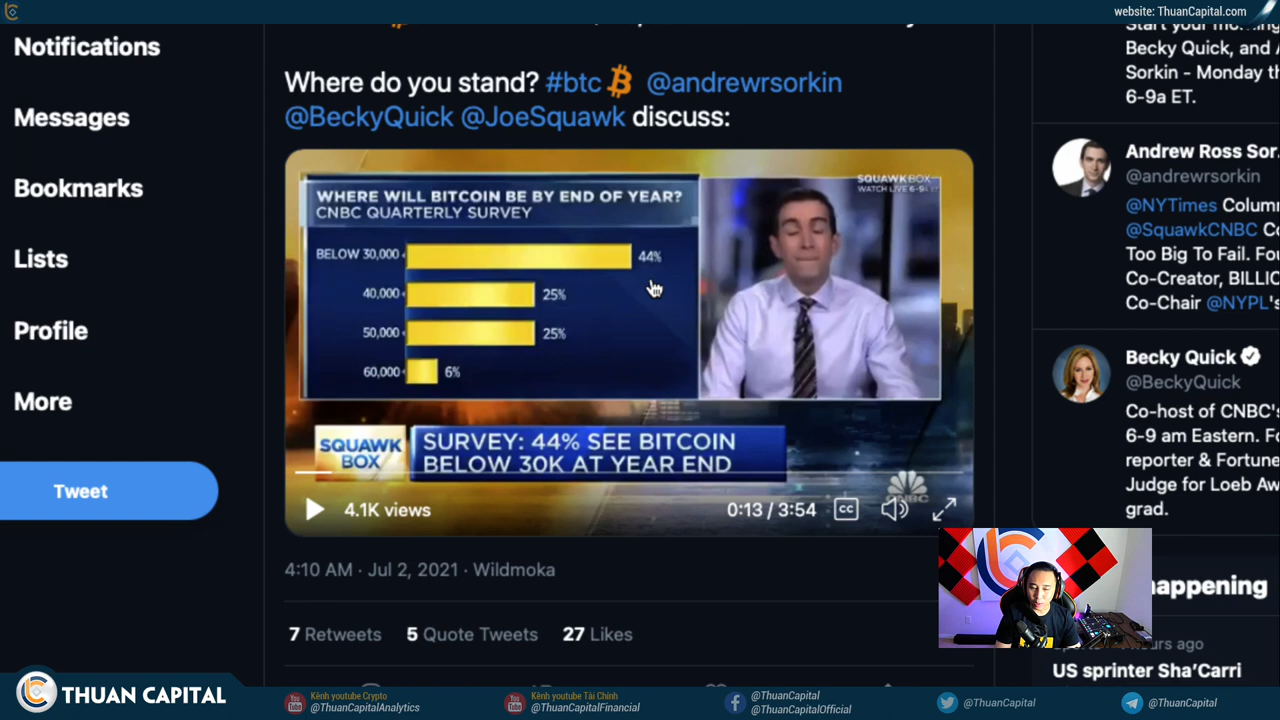 website: ThuanCapital.com
Notifications
Messages
Bookmarks
Lists
Profile
More
Tweet
Where do you stand? #btc @andrewrsorkin
@BeckyQuick @JoeSquawk discuss:
WHERE WILL BITCOIN BE BY END OF YEAR?
CNBC QUARTERLY SURVEY
BELOW 30,000 44%
40,000 25%
50,000 25%
60,000 6%
SQUAWK BOX
WATCH LIVE 6-9A ET
SQUAWK
BOX
SURVEY: 44% SEE BITCOIN
BELOW 30K AT YEAR END
CNBC
4.1K views
0:13 / 3:54
CC
4:10 AM · Jul 2, 2021 · Wildmoka
7 Retweets 5 Quote Tweets 27 Likes
Becky Quick, and A
Sorkin - Monday th
6-9a ET.
Andrew Ross Sor
@andrewrsorkin
@NYTimes Colum
@SquawkCNBC Co
Too Big To Fail. Fou
Co-Creator, BILLIO
Co-Chair @NYPL's
Becky Quick
@BeckyQuick
Co-host of CNBC's
6-9 am Eastern. Fo
reporter & Fortune
Judge for Loeb Aw
grad.
happening
ours ago
US sprinter Sha'Carri
THUAN CAPITAL
Kênh youtube Crypto
@ThuanCapitalAnalytics
Kênh youtube Tài Chính
@ThuanCapitalFinancial
@ThuanCapital
@ThuanCapitalOfficial
@ThuanCapital
@ThuanCapital